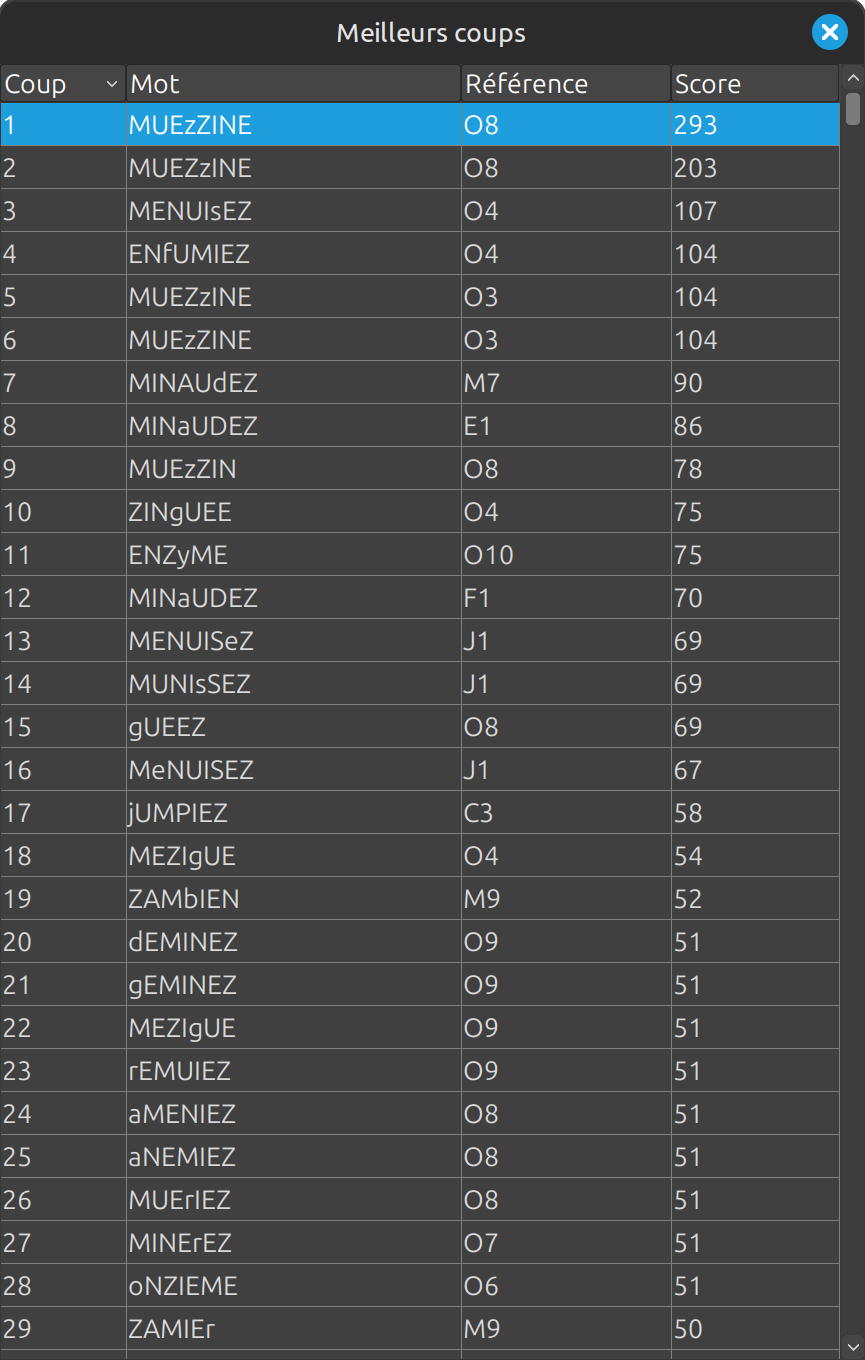 Meilleurs coups
Coup Mot Référence Score
1 MUEzZINE O8 293
2 MUEZzINE O8 203
3 MENUIsEZ O4 107
4 ENfUMIEZ O4 104
5 MUEZzINE O3 104
6 MUEzZINE O3 104
7 MINAUdEZ M7 90
8 MINaUDEZ E1 86
9 MUEzZIN O8 78
10 ZINgUEE O4 75
11 ENZyME O10 75
12 MINaUDEZ F1 70
13 MENUISeZ J1 69
14 MUNIsSEZ J1 69
15 gUEEZ O8 69
16 MeNUISEZ J1 67
17 jUMPIEZ C3 58
18 MEZIgUE O4 54
19 ZAMbIEN M9 52
20 dEMINEZ O9 51
21 gEMINEZ O9 51
22 MEZIgUE O9 51
23 rEMUIEZ O9 51
24 aMENIEZ O8 51
25 aNEMIEZ O8 51
26 MUErIEZ O8 51
27 MINErEZ O7 51
28 oNZIEME O6 51
29 ZAMIEr M9 50